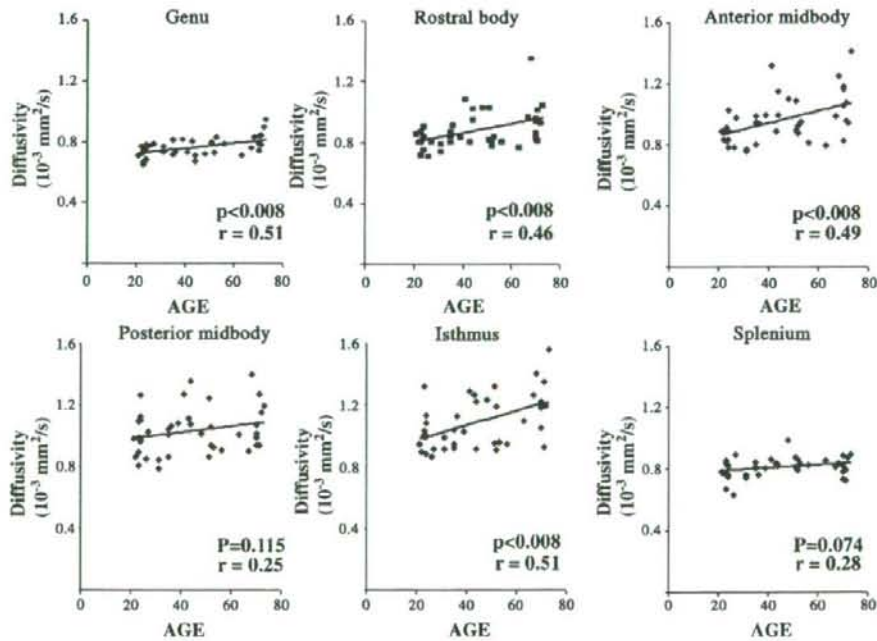 Genu
Diffusivity
(10⁻³ mm²/s)
1.6
1.2
0.8
0.4
p<0.008
r = 0.51
0 20 40 60 80
AGE
Rostral body
Diffusivity
(10⁻³ mm²/s)
1.6
1.2
0.8
0.4
p<0.008
r = 0.46
0 20 40 60 80
AGE
Anterior midbody
Diffusivity
(10⁻³ mm²/s)
1.6
1.2
0.8
0.4
p<0.008
r = 0.49
0 20 40 60 80
AGE
Posterior midbody
Diffusivity
(10⁻³ mm²/s)
1.6
1.2
0.8
0.4
P=0.115
r = 0.25
0 20 40 60 80
AGE
Isthmus
Diffusivity
(10⁻³ mm²/s)
1.6
1.2
0.8
0.4
p<0.008
r = 0.51
0 20 40 60 80
AGE
Splenium
Diffusivity
(10⁻³ mm²/s)
1.6
1.2
0.8
0.4
P=0.074
r = 0.28
0 20 40 60 80
AGE